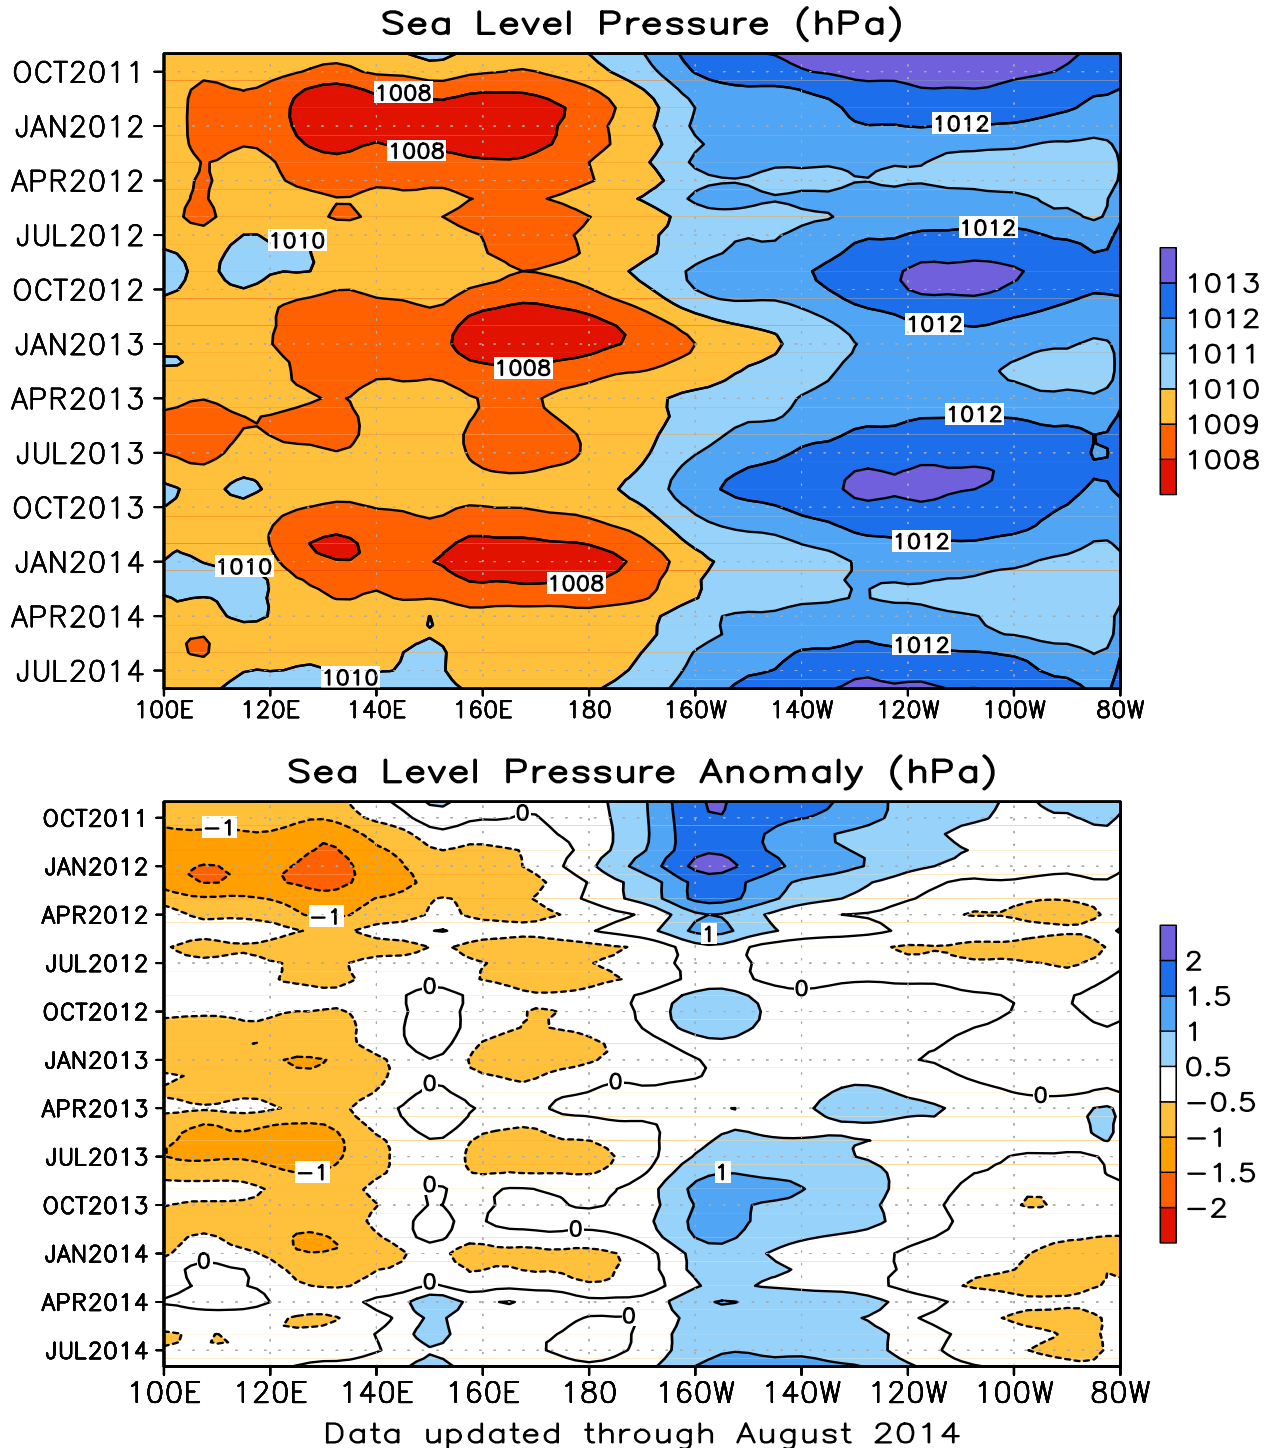 Sea Level Pressure (hPa)
OCT2011
JAN2012
APR2012
JUL2012
OCT2012
JAN2013
APR2013
JUL2013
OCT2013
JAN2014
APR2014
JUL2014
1008
1012
1008
1010
1012
1012
1008
1012
1012
1010
1008
1012
1010
1013
1012
1011
1010
1009
1008
100E 120E 140E 160E 180 160W 140W 120W 100W 80W
Sea Level Pressure Anomaly (hPa)
OCT2011
JAN2012
APR2012
JUL2012
OCT2012
JAN2013
APR2013
JUL2013
OCT2013
JAN2014
APR2014
JUL2014
0
-1
-1
1
0
0
0
0
0
-1
1
0
0
0
0
0
2
1.5
1
0.5
-0.5
-1
-1.5
-2
100E 120E 140E 160E 180 160W 140W 120W 100W 80W
Data updated through August 2014